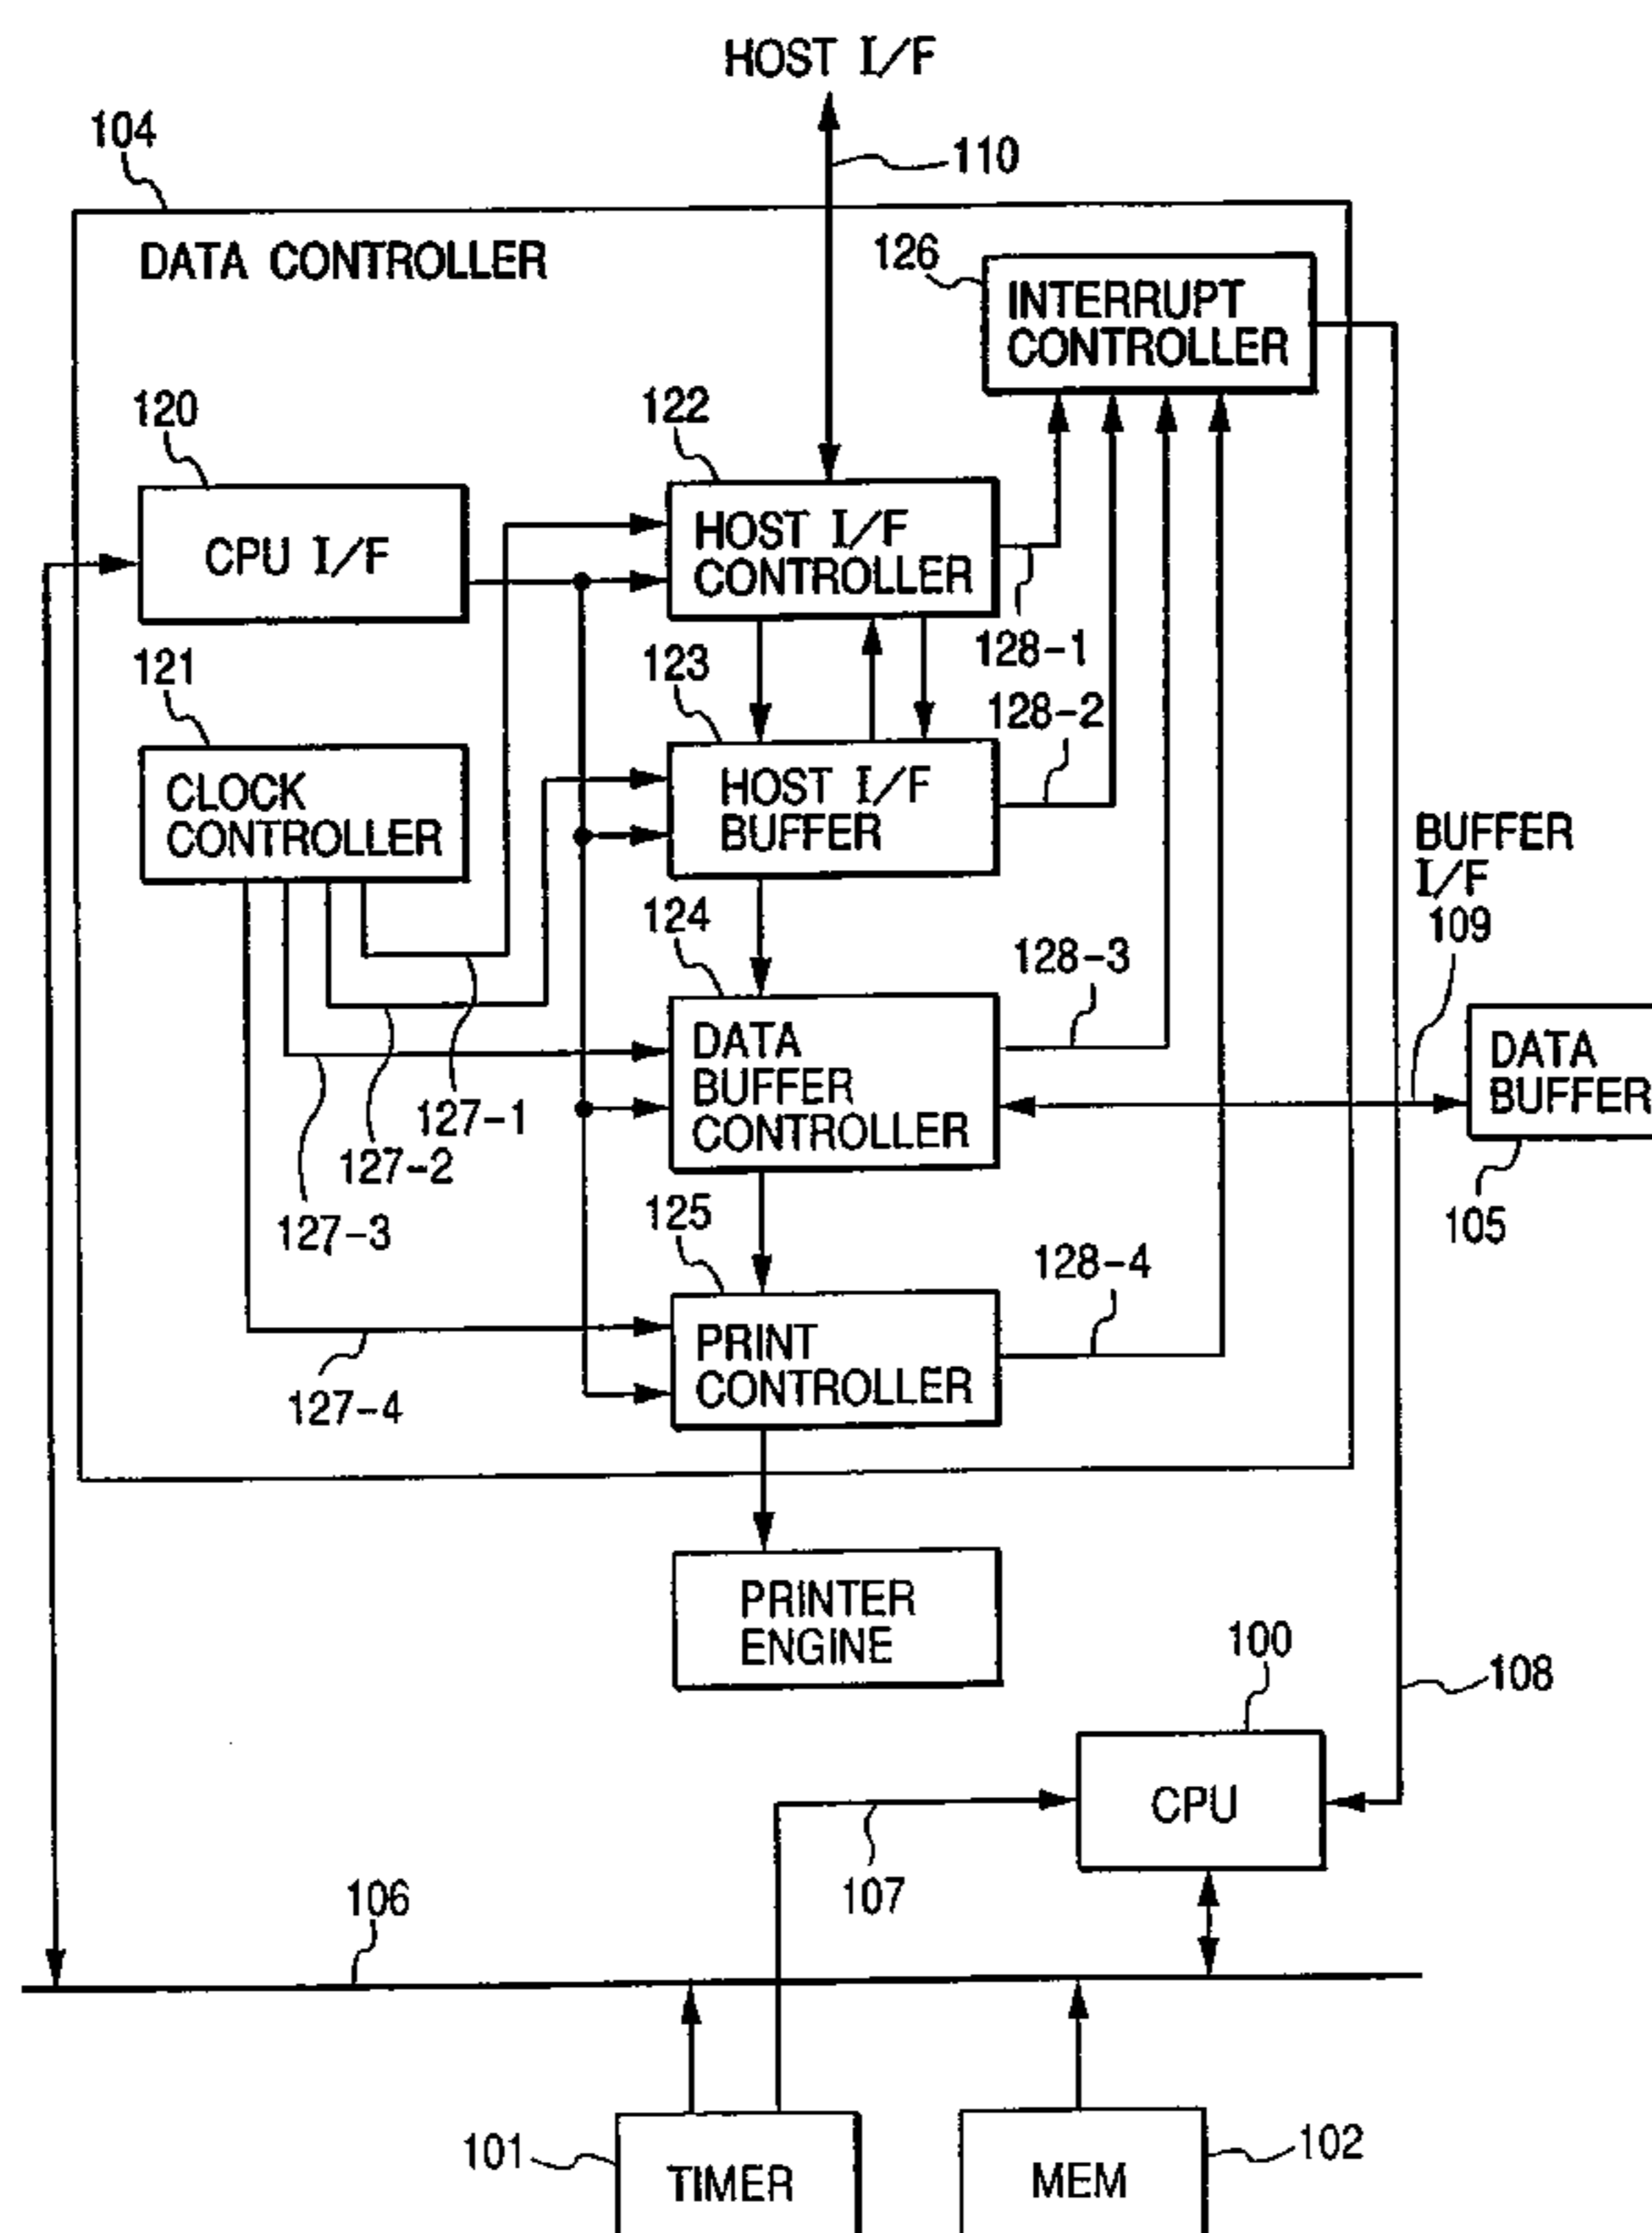 HOST I/F
104
110
DATA CONTROLLER
126
INTERRUPT
CONTROLLER
120
122
CPU I/F
HOST I/F
CONTROLLER
128-1
121
123
128-2
CLOCK
CONTROLLER
HOST I/F
BUFFER
BUFFER
I/F
109
124
128-3
DATA
BUFFER
CONTROLLER
DATA
BUFFER
127-1
127-2
127-3
105
125
128-4
PRINT
CONTROLLER
127-4
PRINTER
ENGINE
100
108
CPU
107
106
101
TIMER
MEM
102